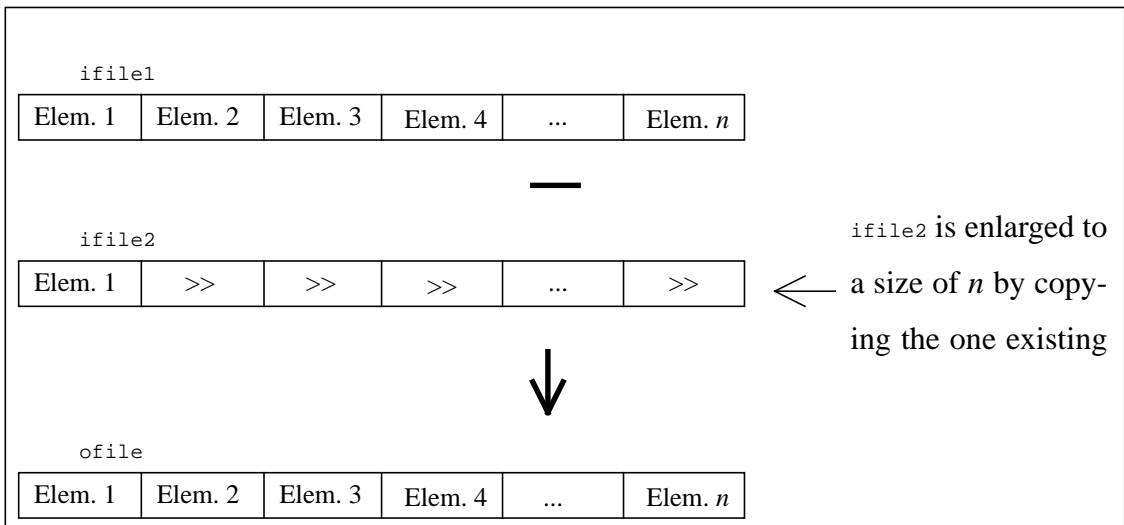 ifile1
Elem. 1 Elem. 2 Elem. 3 Elem. 4 ... Elem. n
—
ifile2
Elem. 1 >> >> >> ... >>
ifile2 is enlarged to
a size of n by copy-
ing the one existing
ofile
Elem. 1 Elem. 2 Elem. 3 Elem. 4 ... Elem. n